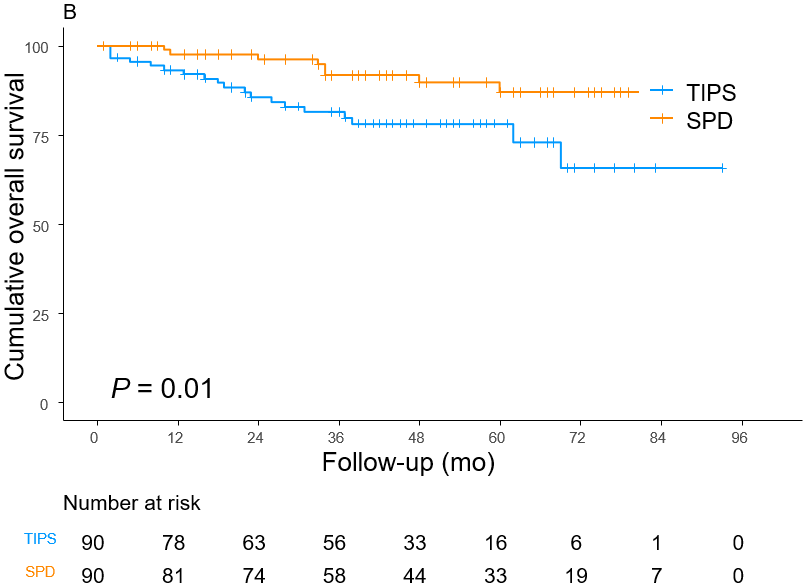 B
100
75
50
25
0
Cumulative overall survival
TIPS
SPD
P = 0.01
0 12 24 36 48 60 72 84 96
Follow-up (mo)
Number at risk
TIPS 90 78 63 56 33 16 6 1 0
SPD 90 81 74 58 44 33 19 7 0